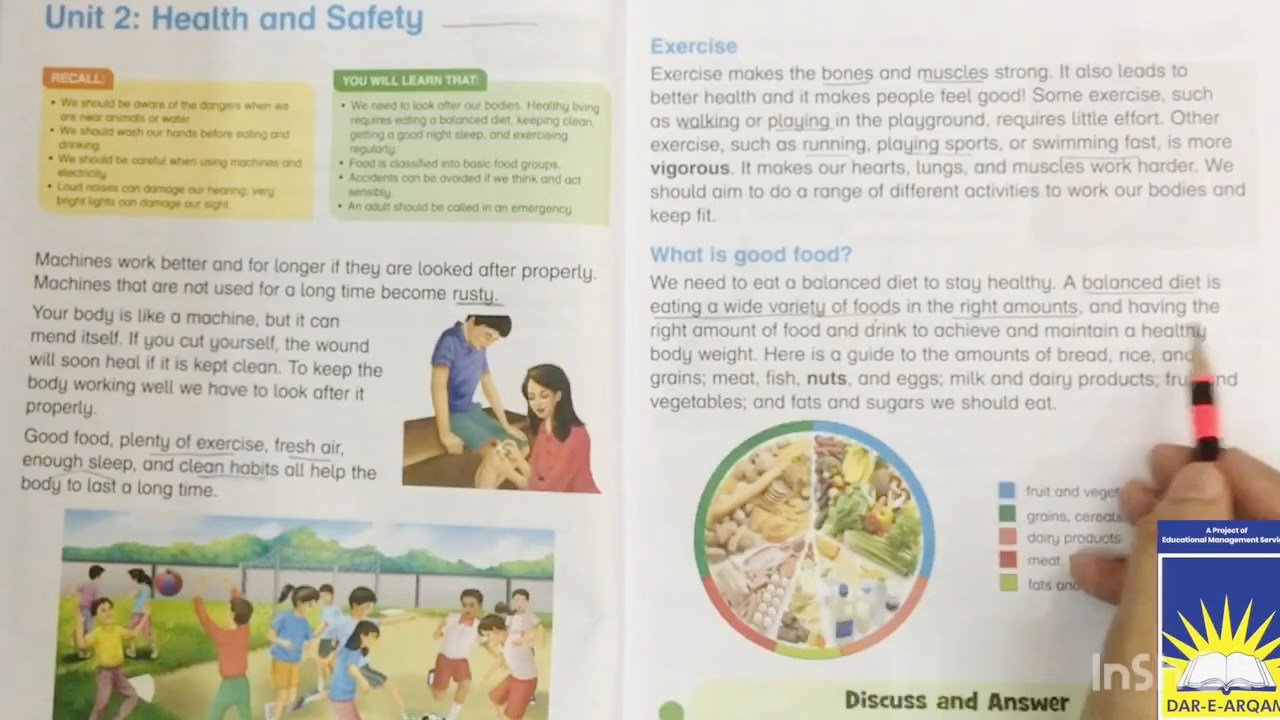 Unit 2: Health and Safety
RECALL:
• We should be aware of the dangers when we
are near animals or water
• We should wash our hands before eating and
drinking
• We should be careful when using machines and
electricity
• Loud noises can damage our hearing; very
bright lights can damage our sight.
YOU WILL LEARN THAT:
• We need to look after our bodies. Healthy living
requires eating a balanced diet, keeping clean,
getting a good night sleep, and exercising
regularly.
• Food is classified into basic food groups.
• Accidents can be avoided if we think and act
sensibly.
• An adult should be called in an emergency
Machines work better and for longer if they are looked after properly.
Machines that are not used for a long time become rusty.
Your body is like a machine, but it can
mend itself. If you cut yourself, the wound
will soon heal if it is kept clean. To keep the
body working well we have to look after it
properly.
Good food, plenty of exercise, fresh air,
enough sleep, and clean habits all help the
body to last a long time.
Exercise
Exercise makes the bones and muscles strong. It also leads to
better health and it makes people feel good! Some exercise, such
as walking or playing in the playground, requires little effort. Other
exercise, such as running, playing sports, or swimming fast, is more
vigorous. It makes our hearts, lungs, and muscles work harder. We
should aim to do a range of different activities to work our bodies and
keep fit.
What is good food?
We need to eat a balanced diet to stay healthy. A balanced diet is
eating a wide variety of foods in the right amounts, and having the
right amount of food and drink to achieve and maintain a healthy
body weight. Here is a guide to the amounts of bread, rice, and
grains; meat, fish, nuts, and eggs; milk and dairy products; fruit and
vegetables; and fats and sugars we should eat.
fruit and veget
grains, cereals
dairy products
meat,
fats and
Discuss and Answer
InSh
A Project of
Educational Management Servic
DAR-E-ARQAM